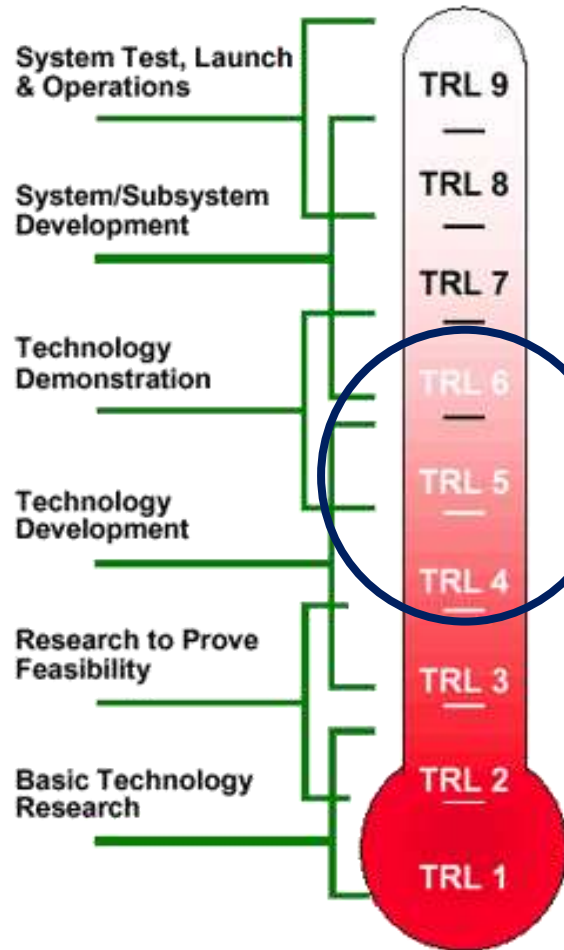 System Test, Launch
& Operations
System/Subsystem
Development
Technology
Demonstration
Technology
Development
Research to Prove
Feasibility
Basic Technology
Research
TRL 9
TRL 8
TRL 7
TRL 6
TRL 5
TRL 4
TRL 3
TRL 2
TRL 1